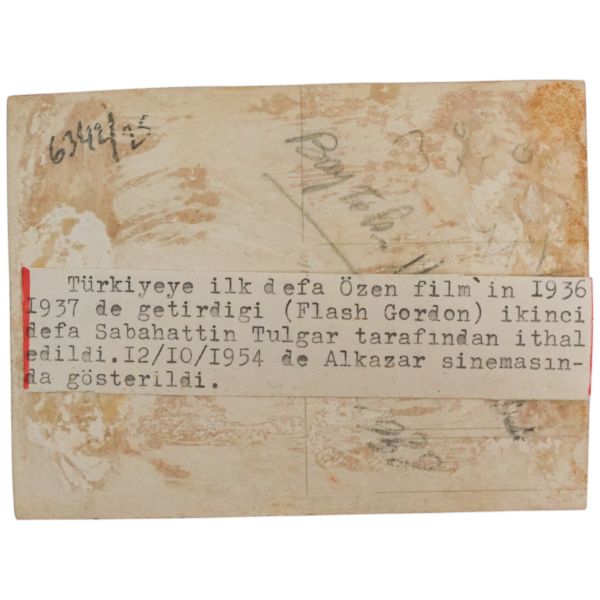 6344/25
Türkiyeye ilk defa Özen film`in 1936
1937 de getirdigi (Flash Gordon) ikinci
defa Sabahattin Tulgar tarafından ithal
edildi.12/10/1954 de Alkazar sinemasın-
da gösterildi.